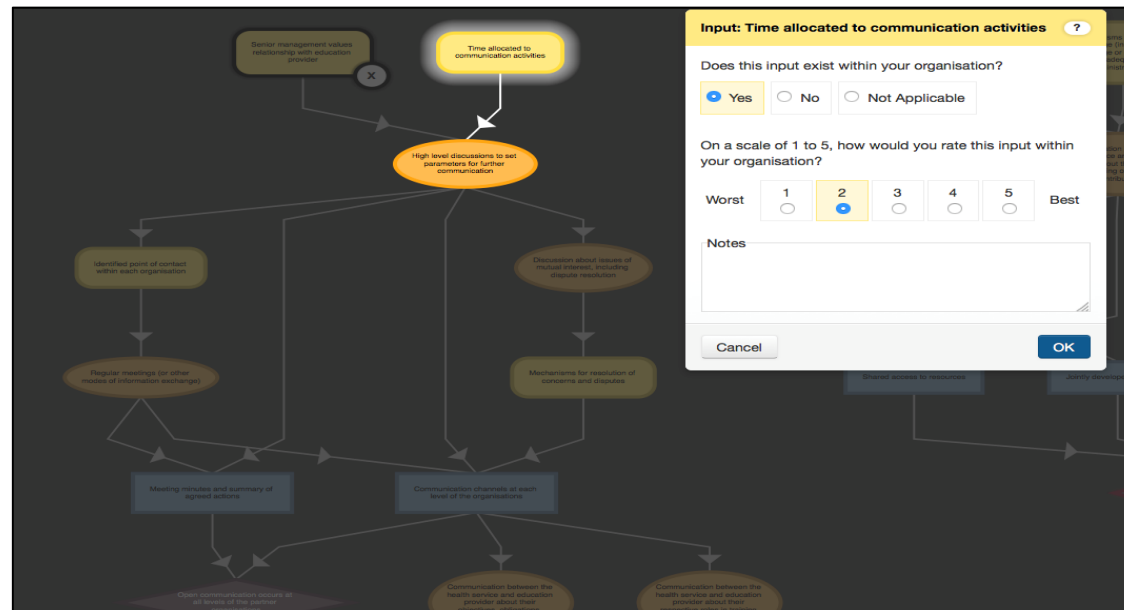 Senior management values
relationship with education
provider
X
Time allocated to
communication activities
High level discussions to set
parameters for further
communication
Identified point of contact
within each organisation
Discussion about issues of
mutual interest, including
dispute resolution
Regular meetings (or other
modes of information exchange)
Mechanisms for resolution of
concerns and disputes
Meeting minutes and summary of
agreed actions
Communication channels at each
level of the organisations
Open communication occurs at
all levels of the partner
Communication between the
health service and education
provider about their
Communication between the
health service and education
provider about their
Input: Time allocated to communication activities
?
Does this input exist within your organisation?
Yes No Not Applicable
On a scale of 1 to 5, how would you rate this input within
your organisation?
Worst 1 2 3 4 5 Best
Notes
Cancel OK
Shared access to resources
Jointly develope